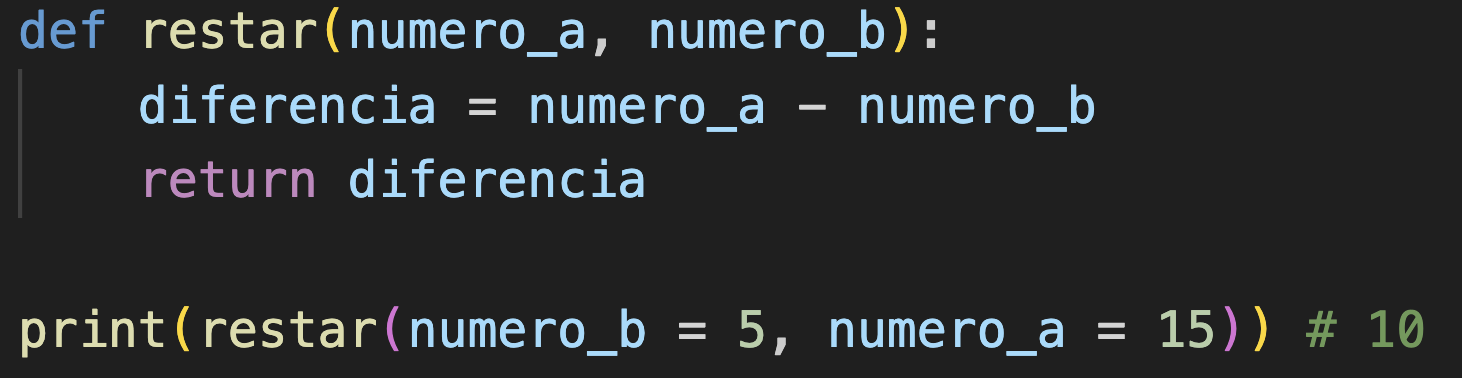 def restar(numero_a, numero_b):
    diferencia = numero_a - numero_b
    return diferencia
print(restar(numero_b = 5, numero_a = 15)) # 10